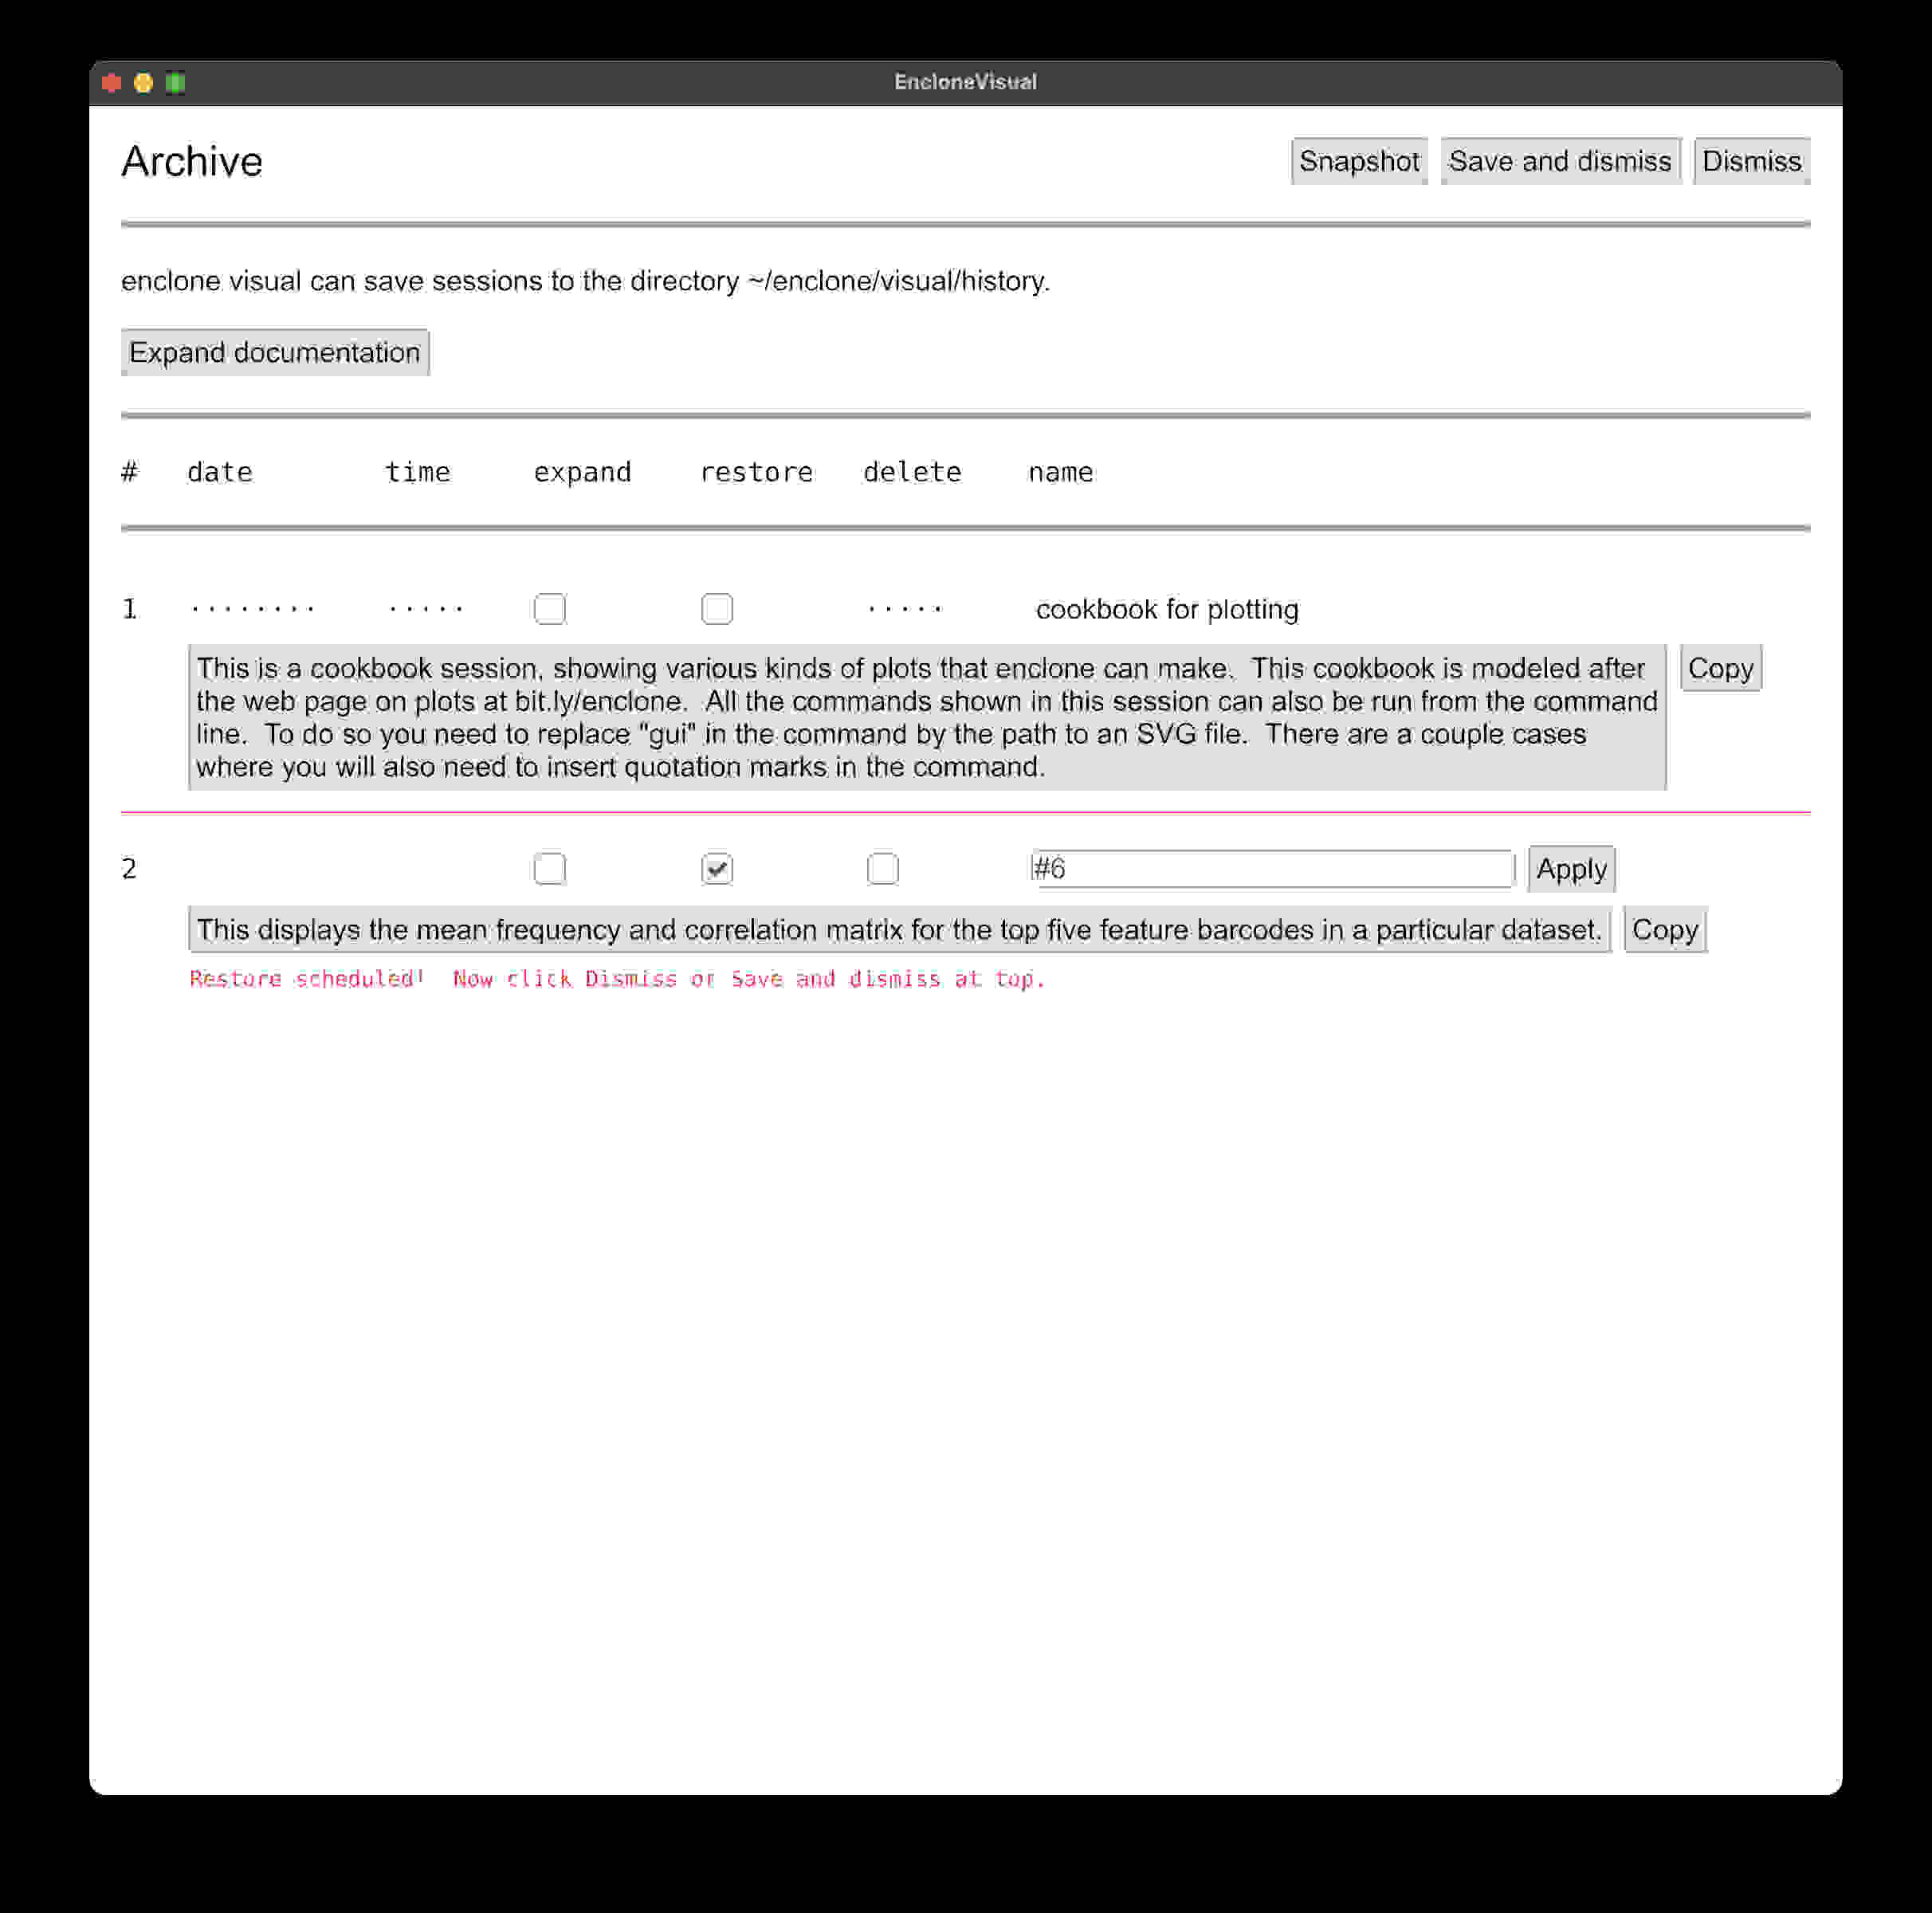 EncloneVisual
Archive
Snapshot
Save and dismiss
Dismiss
enclone visual can save sessions to the directory ~/enclone/visual/history.
Expand documentation
# date time expand restore delete name
1 ········ ····· ····· cookbook for plotting
This is a cookbook session, showing various kinds of plots that enclone can make.  This cookbook is modeled after
the web page on plots at bit.ly/enclone.  All the commands shown in this session can also be run from the command
line.  To do so you need to replace "gui" in the command by the path to an SVG file.  There are a couple cases
where you will also need to insert quotation marks in the command.
Copy
2 #6 Apply
This displays the mean frequency and correlation matrix for the top five feature barcodes in a particular dataset.
Copy
Restore scheduled!  Now click Dismiss or Save and dismiss at top.